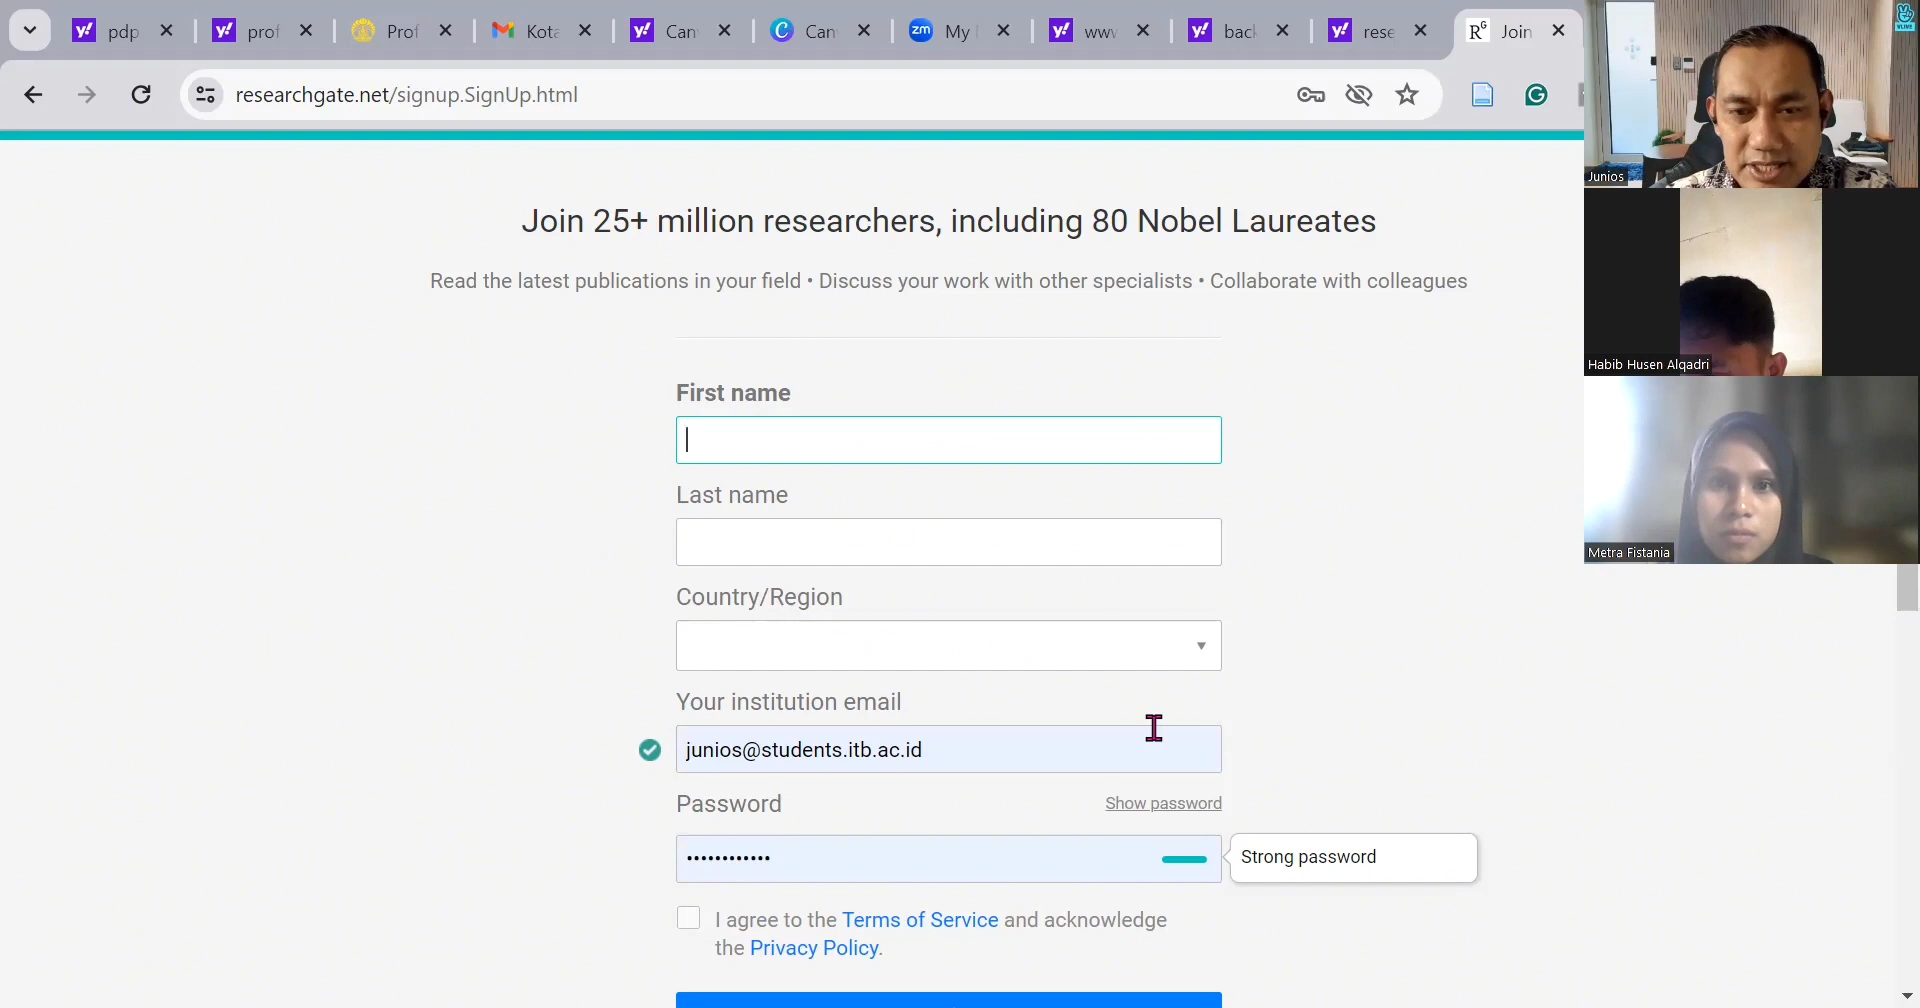 pdp
prof
Prof
Kota
Can
Can
zm
My
www
back
rese
RG
Join
VLIVE
researchgate.net/signup.SignUp.html
Junios
Join 25+ million researchers, including 80 Nobel Laureates
Read the latest publications in your field • Discuss your work with other specialists • Collaborate with colleagues
Habib Husen Alqadri
First name
Last name
Metra Fistania
Country/Region
Your institution email
junios@students.itb.ac.id
Password
Show password
••••••••••••
Strong password
I agree to the Terms of Service and acknowledge
the Privacy Policy.